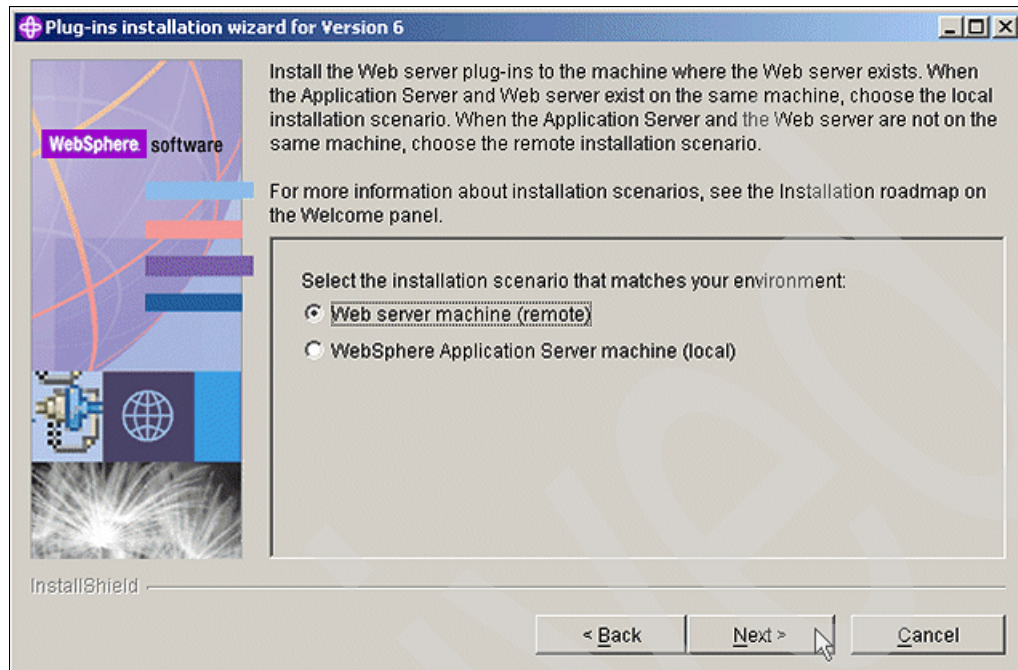 Plug-ins installation wizard for Version 6
Install the Web server plug-ins to the machine where the Web server exists. When
the Application Server and Web server exist on the same machine, choose the local
installation scenario. When the Application Server and the Web server are not on the
same machine, choose the remote installation scenario.
For more information about installation scenarios, see the Installation roadmap on
the Welcome panel.
WebSphere. software
Select the installation scenario that matches your environment:
Web server machine (remote)
WebSphere Application Server machine (local)
InstallShield
< Back
Next >
Cancel